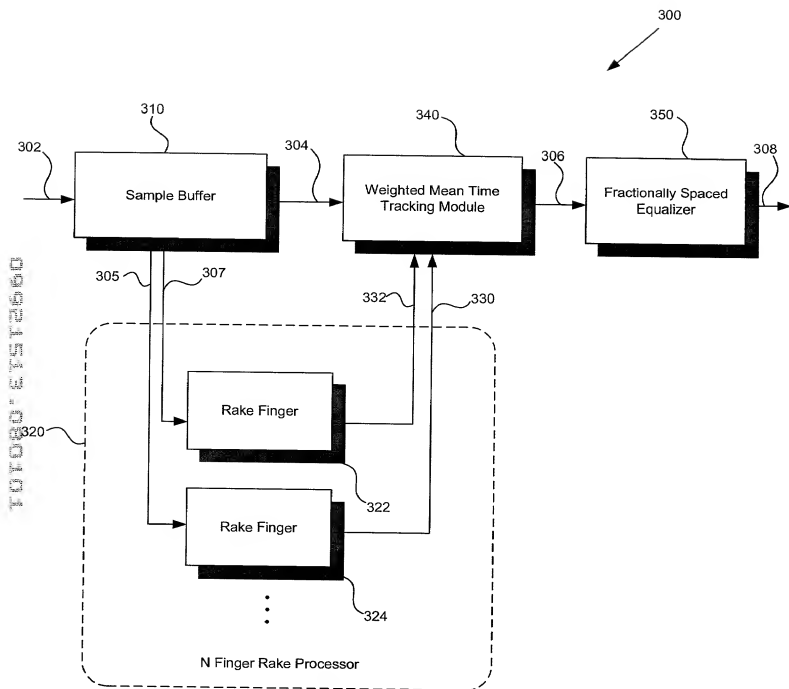 300
310
340
350
302
304
306
308
Sample Buffer
Weighted Mean Time
Tracking Module
Fractionally Spaced
Equalizer
305
307
332
330
320
Rake Finger
322
Rake Finger
324
N Finger Rake Processor